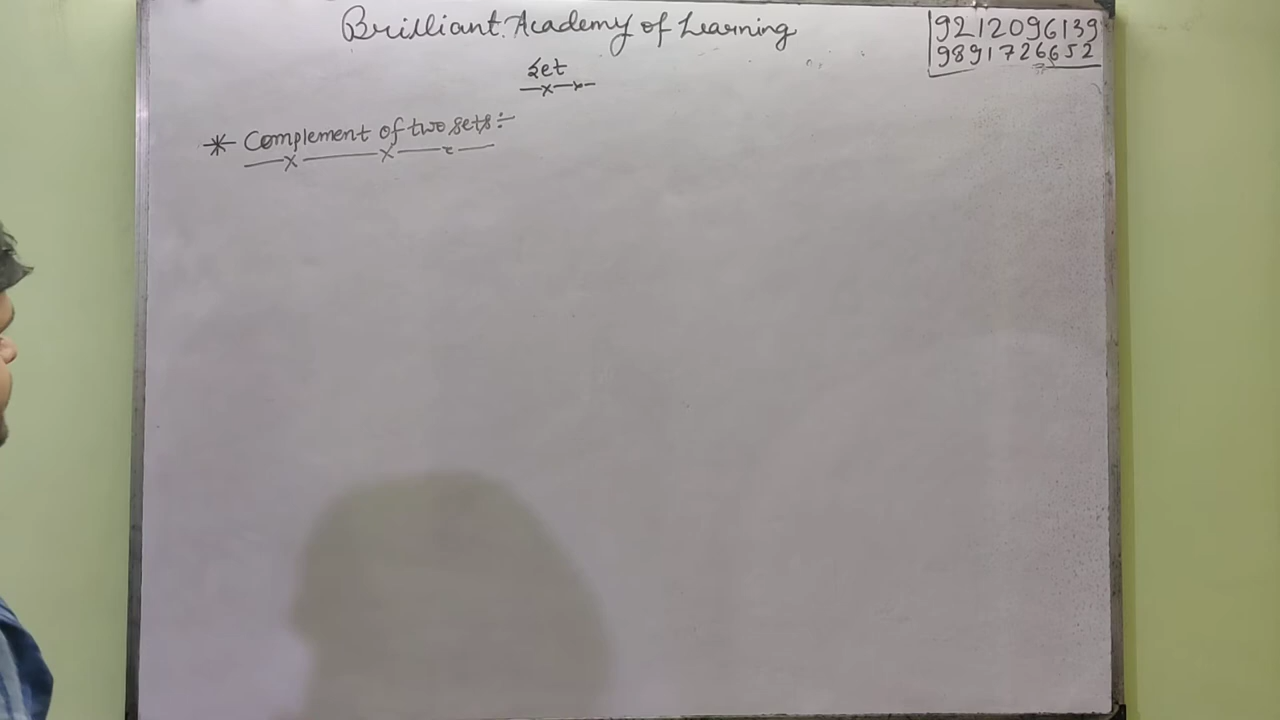 Brilliant Academy of Learning
9212096139
9891726652
Set
* Complement of two sets:-